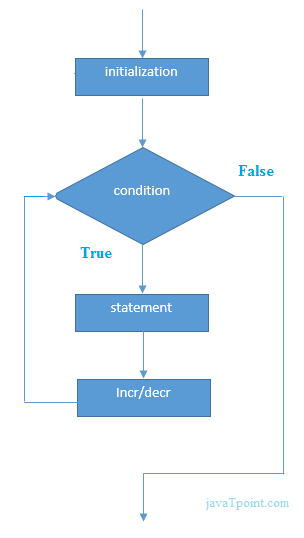 initialization
condition
False
True
statement
Incr/decr
javaTpoint.com